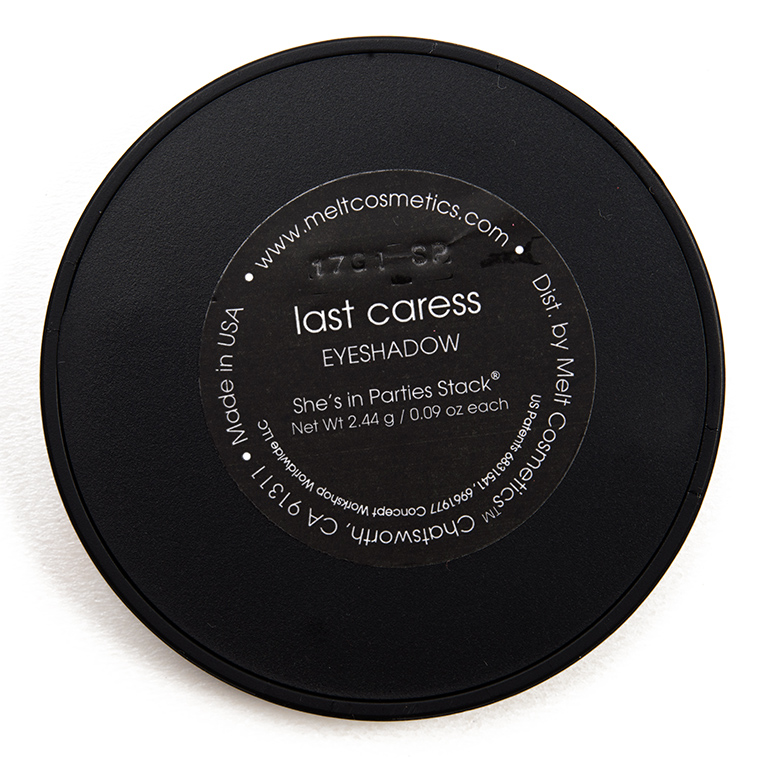 www.meltcosmetics.com
last caress
EYESHADOW
She's in Parties Stack®
Net Wt 2.44 g / 0.09 oz each
US Patents 6831541, 6961977 Concept Workshop Worldwide LLC
Dist. by Melt Cosmetics™ Chatsworth, CA 91311 • Made in USA •